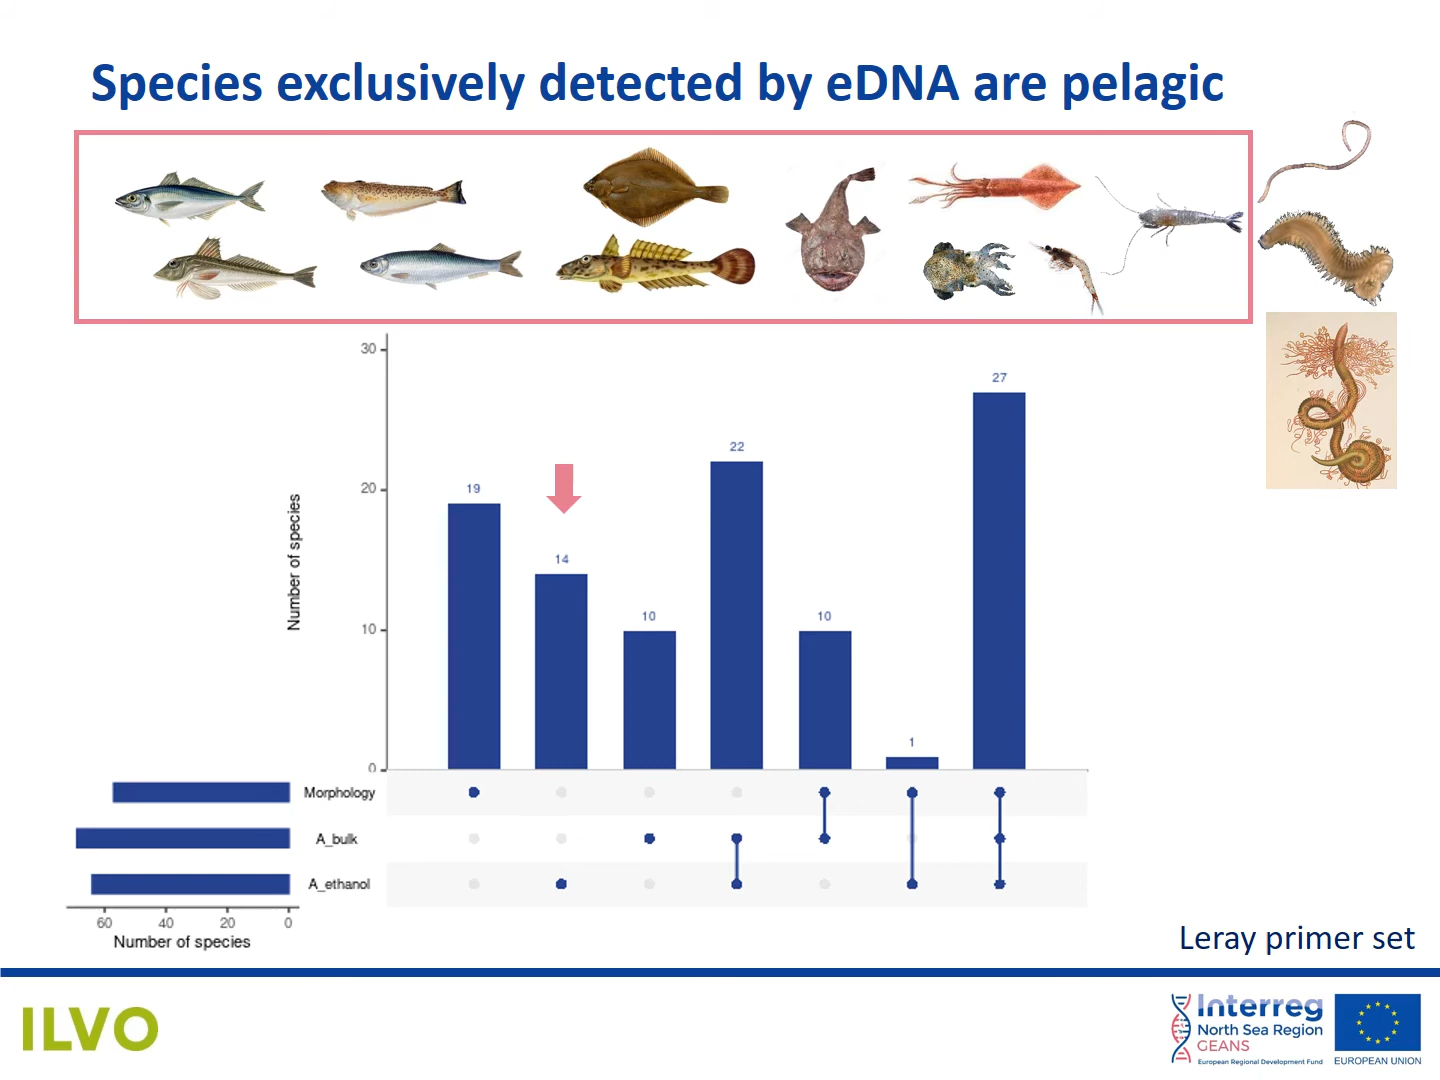 Species exclusively detected by eDNA are pelagic
30
20
10
0
Number of species
19
14
10
22
10
1
27
Morphology
A_bulk
A_ethanol
60 40 20 0
Number of species
Leray primer set
ILVO
Interreg
North Sea Region
GEANS
European Regional Development Fund
EUROPEAN UNION